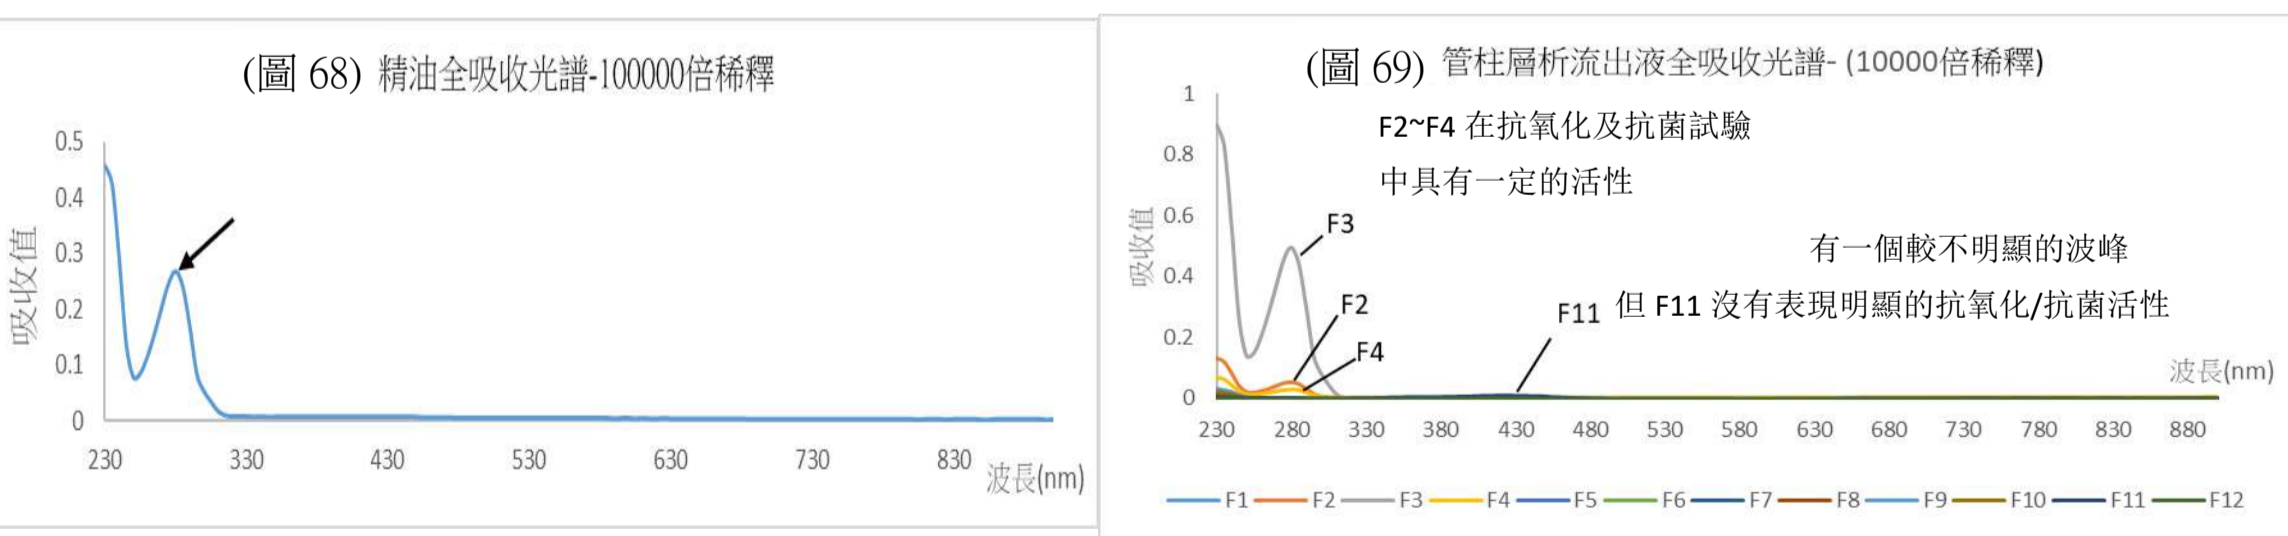 (圖 68) 精油全吸收光譜-100000倍稀釋
0.5
0.4
0.3
0.2
0.1
0
吸收值
230 330 430 530 630 730 830
波長(nm)
(圖 69) 管柱層析流出液全吸收光譜- (10000倍稀釋)
F2~F4 在抗氧化及抗菌試驗
中具有一定的活性
1
0.8
0.6
0.4
0.2
0
吸收值
F3
F2
F4
F11
有一個較不明顯的波峰
但 F11 沒有表現明顯的抗氧化/抗菌活性
波長(nm)
230 280 330 380 430 480 530 580 630 680 730 780 830 880
F1 F2 F3 F4 F5 F6 F7 F8 F9 F10 F11 F12